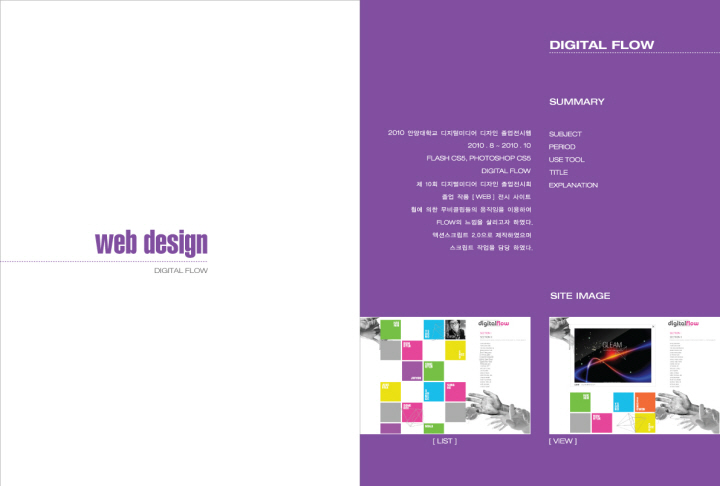 web design
DIGITAL FLOW
DIGITAL FLOW
SUMMARY
2010 안양대학교 디지털미디어 디자인 졸업전시웹
SUBJECT
2010 . 8 ~ 2010 . 10
PERIOD
FLASH CS5, PHOTOSHOP CS5
USE TOOL
DIGITAL FLOW
TITLE
제 10회 디지털미디어 디자인 졸업전시회
EXPLANATION
졸업 작품 [ WEB ] 전시 사이트
휠에 의한 무비클립들의 움직임을 이용하여
FLOW의 느낌을 살리고자 하였다.
액션스크립트 2.0으로 제작하였으며
스크립트 작업을 담당 하였다.
SITE IMAGE
digitalflow
digitalflow
GLEAM
[ LIST ]
[ VIEW ]